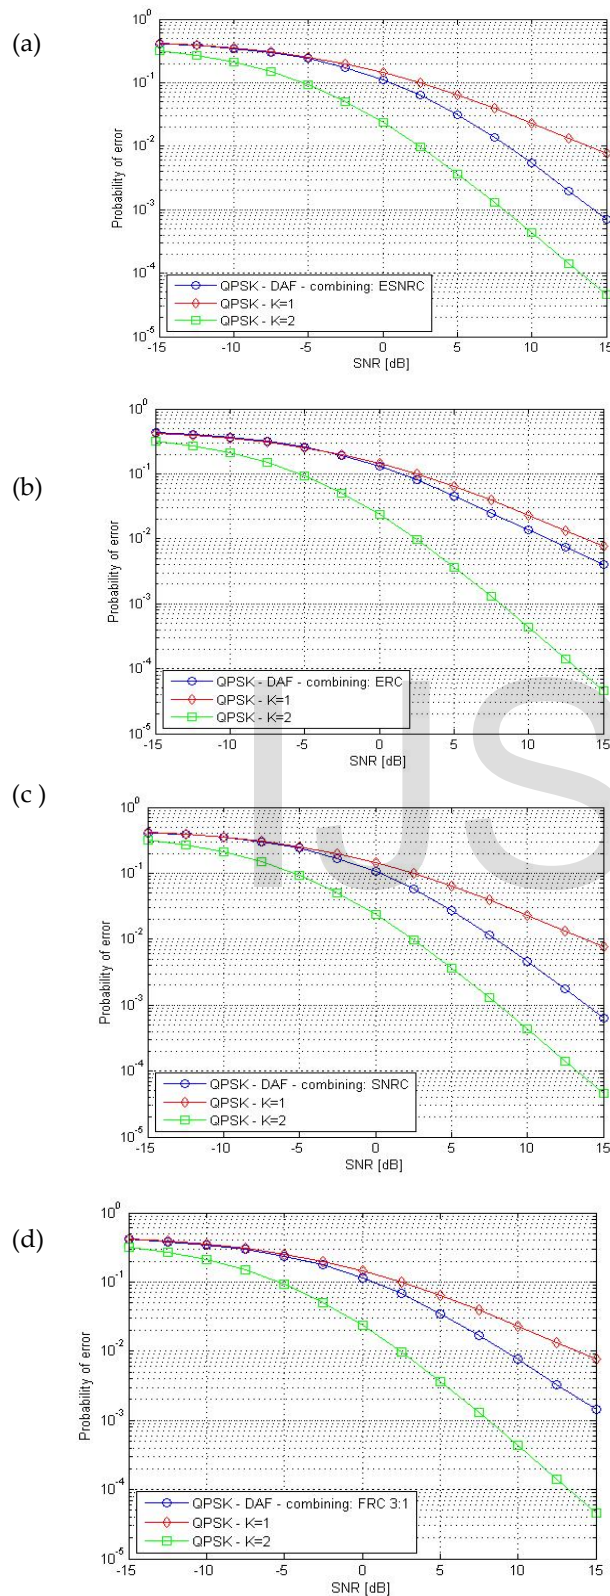 (a)
10^0
10^-1
10^-2
10^-3
10^-4
10^-5
Probability of error
QPSK - DAF - combining: ESNRC
QPSK - K=1
QPSK - K=2
-15 -10 -5 0 5 10 15
SNR [dB]
(b)
10^0
10^-1
10^-2
10^-3
10^-4
10^-5
Probability of error
QPSK - DAF - combining: ERC
QPSK - K=1
QPSK - K=2
-15 -10 -5 0 5 10 15
SNR [dB]
IJS
(c )
10^0
10^-1
10^-2
10^-3
10^-4
10^-5
Probability of error
QPSK - DAF - combining: SNRC
QPSK - K=1
QPSK - K=2
-15 -10 -5 0 5 10 15
SNR [dB]
(d)
10^0
10^-1
10^-2
10^-3
10^-4
10^-5
Probability of error
QPSK - DAF - combining: FRC 3:1
QPSK - K=1
QPSK - K=2
-15 -10 -5 0 5 10 15
SNR [dB]